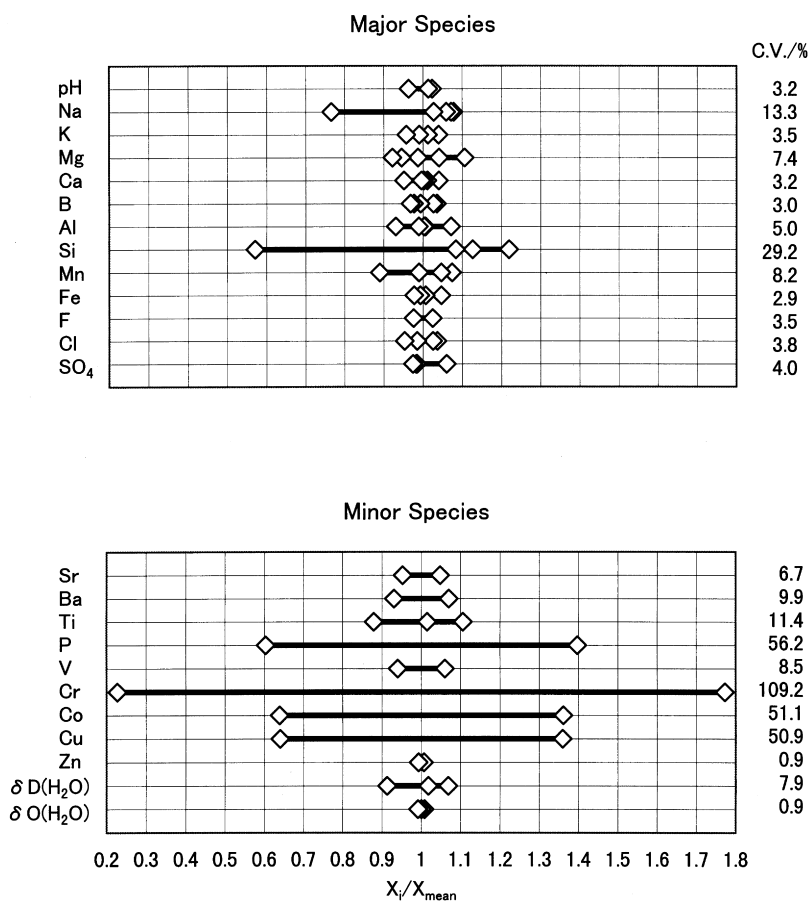 Major Species
C.V./%
pH 3.2
Na 13.3
K 3.5
Mg 7.4
Ca 3.2
B 3.0
Al 5.0
Si 29.2
Mn 8.2
Fe 2.9
F 3.5
Cl 3.8
SO₄ 4.0
Minor Species
Sr 6.7
Ba 9.9
Ti 11.4
P 56.2
V 8.5
Cr 109.2
Co 51.1
Cu 50.9
Zn 0.9
δ D(H₂O) 7.9
δ O(H₂O) 0.9
0.2 0.3 0.4 0.5 0.6 0.7 0.8 0.9 1 1.1 1.2 1.3 1.4 1.5 1.6 1.7 1.8
Xᵢ/Xmean